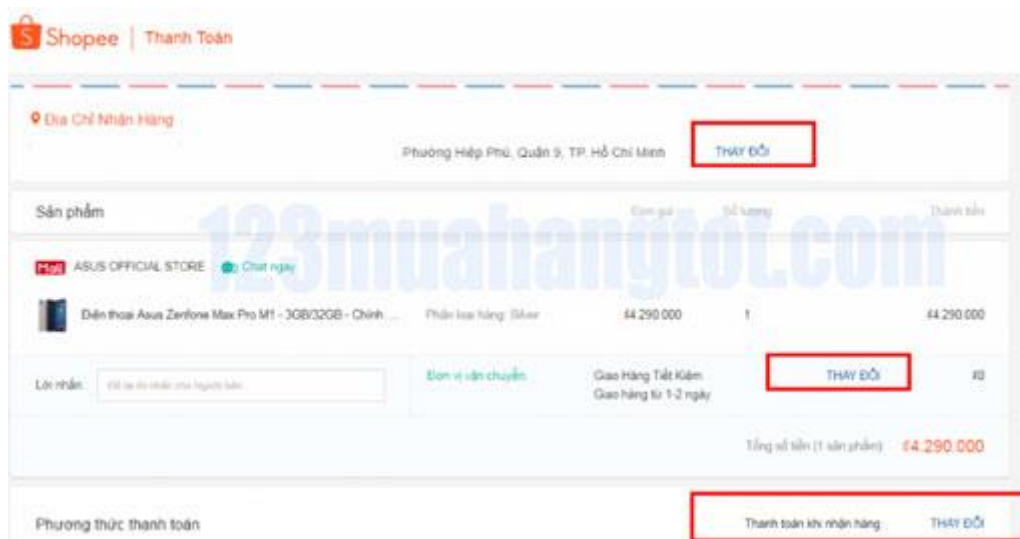 Shopee | Thanh Toán
Địa Chỉ Nhận Hàng
Phường Hiệp Phú, Quận 9, TP. Hồ Chí Minh THAY ĐỔI
Sản phẩm Đơn giá Số lượng Thành tiền
123muahangtot.com
Mall ASUS OFFICIAL STORE Chat ngay
Điện thoại Asus Zenfone Max Pro M1 - 3GB/32GB - Chính ... Phân loại hàng: Silver ₫4.290.000 1 ₫4.290.000
Lời nhắn: Đơn vị vận chuyển Giao Hàng Tiết Kiệm THAY ĐỔI ₫0
Giao hàng từ 1-2 ngày
Tổng số tiền (1 sản phẩm) ₫4.290.000
Phương thức thanh toán Thanh toán khi nhận hàng THAY ĐỔI